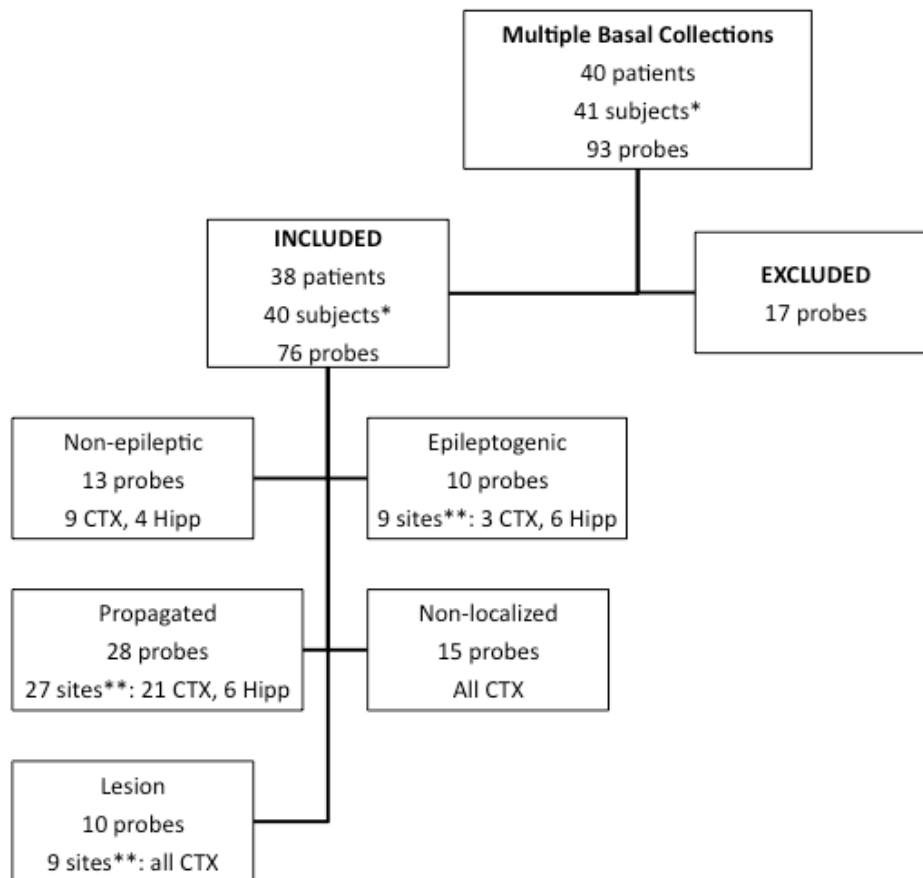 Multiple Basal Collections
40 patients
41 subjects*
93 probes
INCLUDED
38 patients
40 subjects*
76 probes
EXCLUDED
17 probes
Non-epileptic
13 probes
9 CTX, 4 Hipp
Epileptogenic
10 probes
9 sites**: 3 CTX, 6 Hipp
Propagated
28 probes
27 sites**: 21 CTX, 6 Hipp
Non-localized
15 probes
All CTX
Lesion
10 probes
9 sites**: all CTX